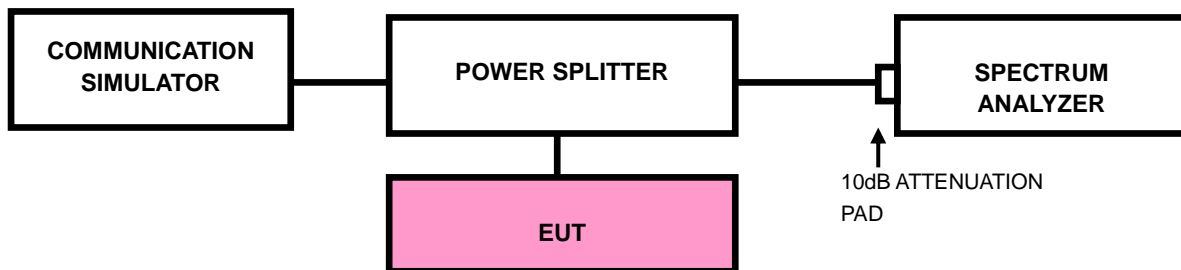 COMMUNICATION
SIMULATOR
POWER SPLITTER
SPECTRUM
ANALYZER
10dB ATTENUATION
PAD
EUT